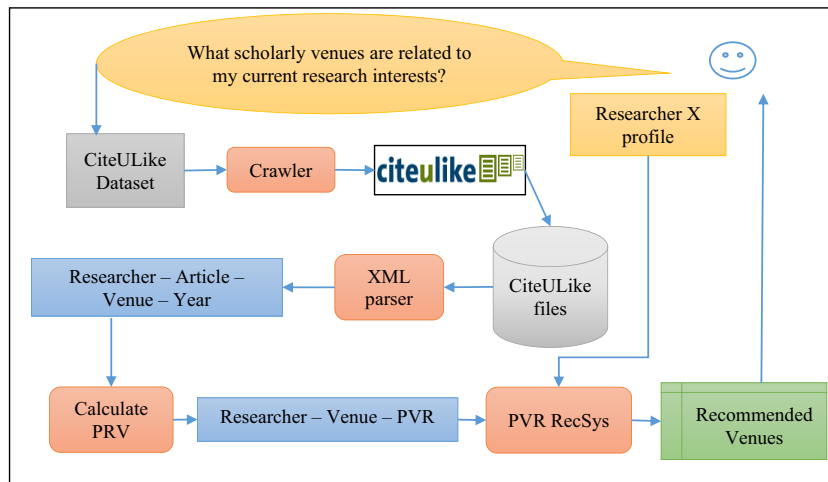 What scholarly venues are related to
my current research interests?
Researcher X
profile
CiteULike
Dataset
Crawler
citeulike
Researcher – Article –
Venue – Year
XML
parser
CiteULike
files
Calculate
PRV
Researcher – Venue – PVR
PVR RecSys
Recommended
Venues